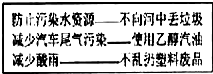 防止污染水资源——不向河中丢垃圾
减少汽车尾气污染——使用乙醇汽油
减少酸雨——不乱扔塑料废品